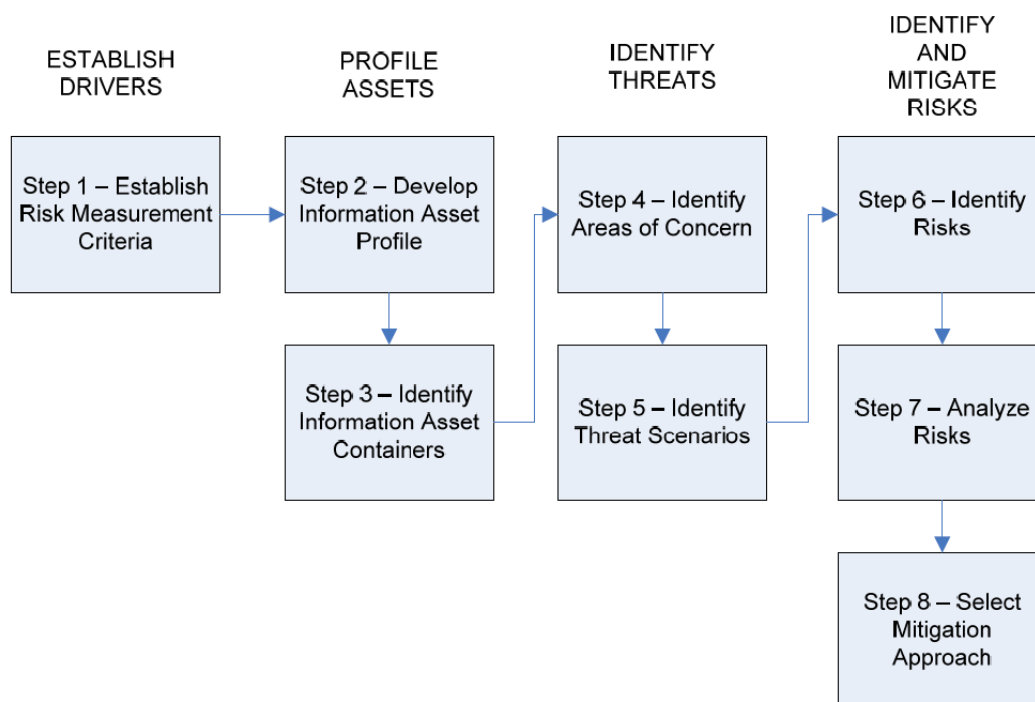 ESTABLISH
DRIVERS
PROFILE
ASSETS
IDENTIFY
THREATS
IDENTIFY
AND
MITIGATE
RISKS
Step 1 – Establish
Risk Measurement
Criteria
Step 2 – Develop
Information Asset
Profile
Step 3 – Identify
Information Asset
Containers
Step 4 – Identify
Areas of Concern
Step 5 – Identify
Threat Scenarios
Step 6 – Identify
Risks
Step 7 – Analyze
Risks
Step 8 – Select
Mitigation
Approach